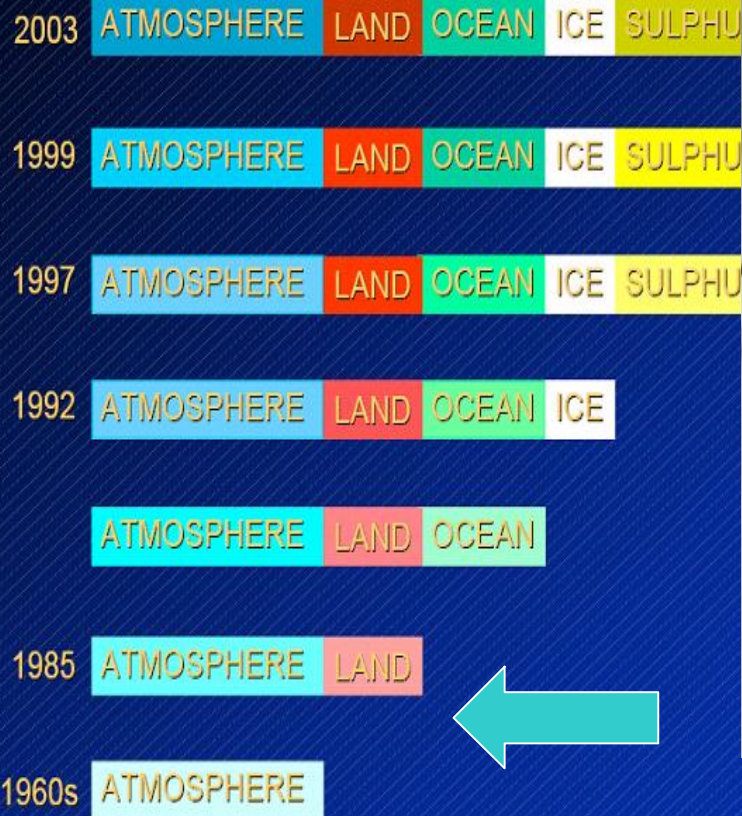 2003 ATMOSPHERE LAND OCEAN ICE SULPHU
1999 ATMOSPHERE LAND OCEAN ICE SULPHU
1997 ATMOSPHERE LAND OCEAN ICE SULPHU
1992 ATMOSPHERE LAND OCEAN ICE
ATMOSPHERE LAND OCEAN
1985 ATMOSPHERE LAND
1960s ATMOSPHERE